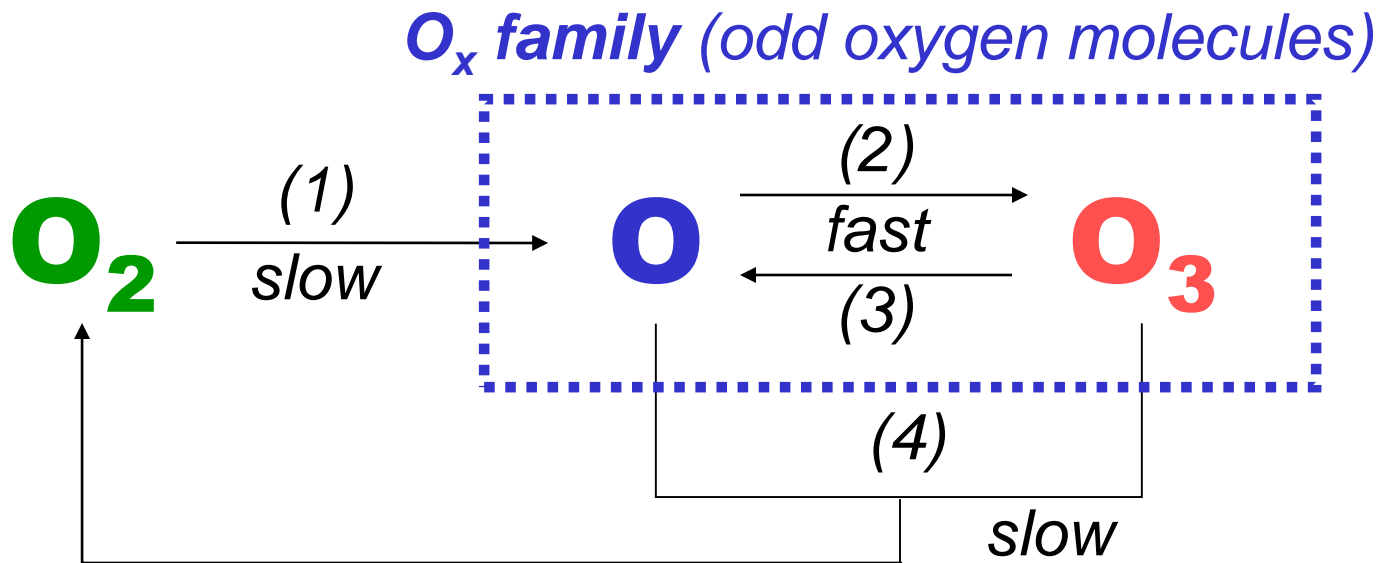 Ox family (odd oxygen molecules)
(1)
slow
O2
(2)
fast
(3)
O
O3
(4)
slow